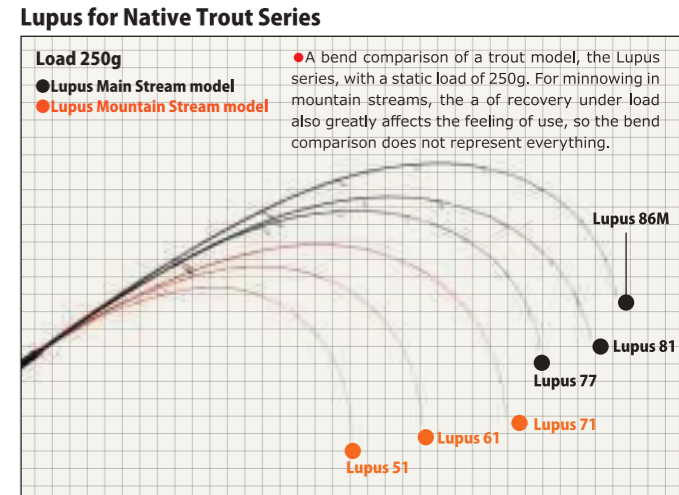 Lupus for Native Trout Series
Load 250g
●Lupus Main Stream model
●Lupus Mountain Stream model
●A bend comparison of a trout model, the Lupus
series, with a static load of 250g. For minnowing in
mountain streams, the a of recovery under load
also greatly affects the feeling of use, so the bend
comparison does not represent everything.
Lupus 86M
Lupus 81
Lupus 77
Lupus 71
Lupus 61
Lupus 51